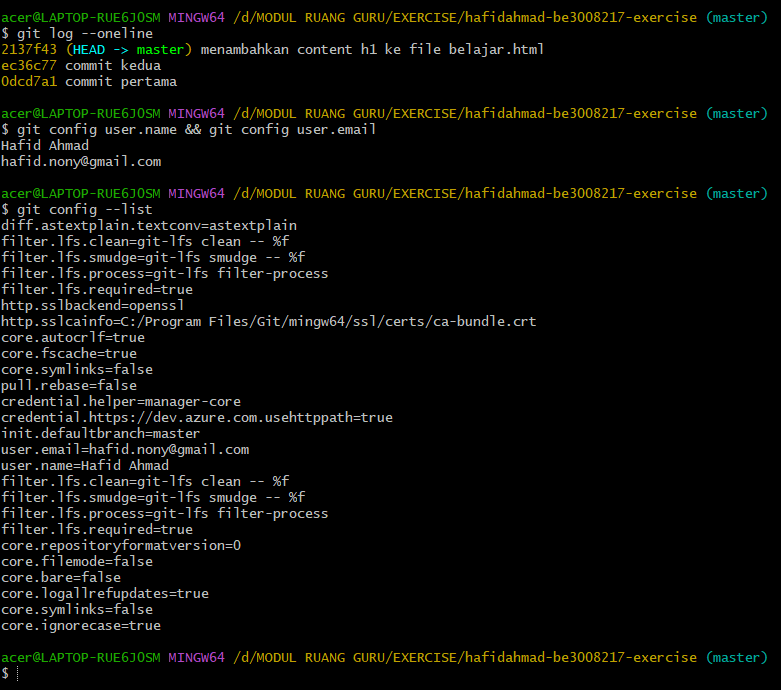 acer@LAPTOP-RUE6JOSM MINGW64 /d/MODUL RUANG GURU/EXERCISE/hafidahmad-be3008217-exercise (master)
$ git log --oneline
2137f43 (HEAD -> master) menambahkan content h1 ke file belajar.html
ec36c77 commit kedua
0dcd7a1 commit pertama
acer@LAPTOP-RUE6JOSM MINGW64 /d/MODUL RUANG GURU/EXERCISE/hafidahmad-be3008217-exercise (master)
$ git config user.name && git config user.email
Hafid Ahmad
hafid.nony@gmail.com
acer@LAPTOP-RUE6JOSM MINGW64 /d/MODUL RUANG GURU/EXERCISE/hafidahmad-be3008217-exercise (master)
$ git config --list
diff.astextplain.textconv=astextplain
filter.lfs.clean=git-lfs clean -- %f
filter.lfs.smudge=git-lfs smudge -- %f
filter.lfs.process=git-lfs filter-process
filter.lfs.required=true
http.sslbackend=openssl
http.sslcainfo=C:/Program Files/Git/mingw64/ssl/certs/ca-bundle.crt
core.autocrlf=true
core.fscache=true
core.symlinks=false
pull.rebase=false
credential.helper=manager-core
credential.https://dev.azure.com.usehttppath=true
init.defaultbranch=master
user.email=hafid.nony@gmail.com
user.name=Hafid Ahmad
filter.lfs.clean=git-lfs clean -- %f
filter.lfs.smudge=git-lfs smudge -- %f
filter.lfs.process=git-lfs filter-process
filter.lfs.required=true
core.repositoryformatversion=0
core.filemode=false
core.bare=false
core.logallrefupdates=true
core.symlinks=false
core.ignorecase=true
acer@LAPTOP-RUE6JOSM MINGW64 /d/MODUL RUANG GURU/EXERCISE/hafidahmad-be3008217-exercise (master)
$